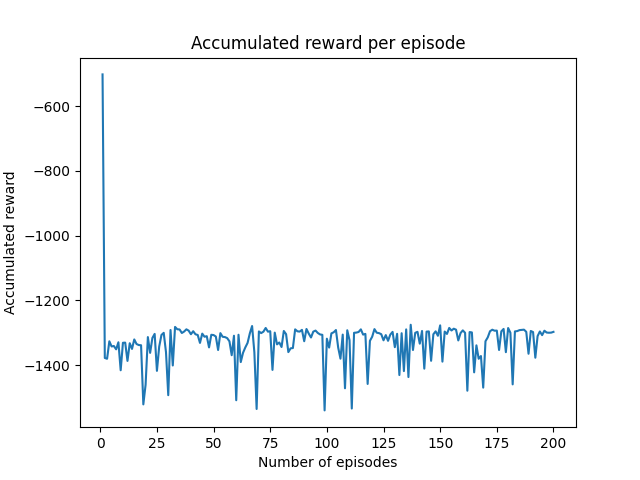 Accumulated reward per episode
Accumulated reward
−600
−800
−1000
−1200
−1400
0 25 50 75 100 125 150 175 200
Number of episodes